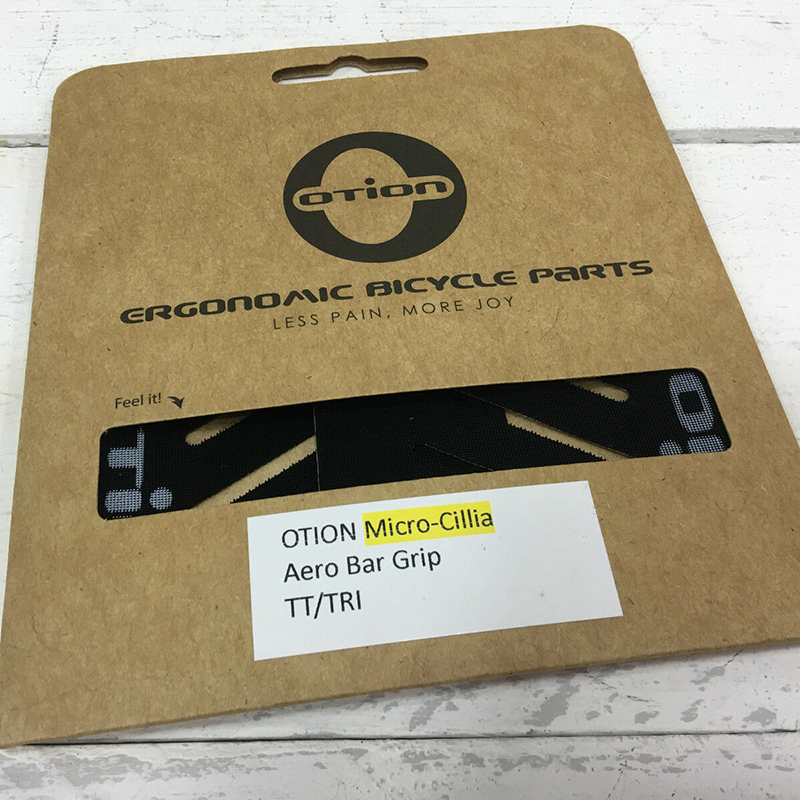 OTION
ERGONOMIC BICYCLE PARTS
LESS PAIN, MORE JOY
Feel it!
OTION Micro-Cillia
Aero Bar Grip
TT/TRI